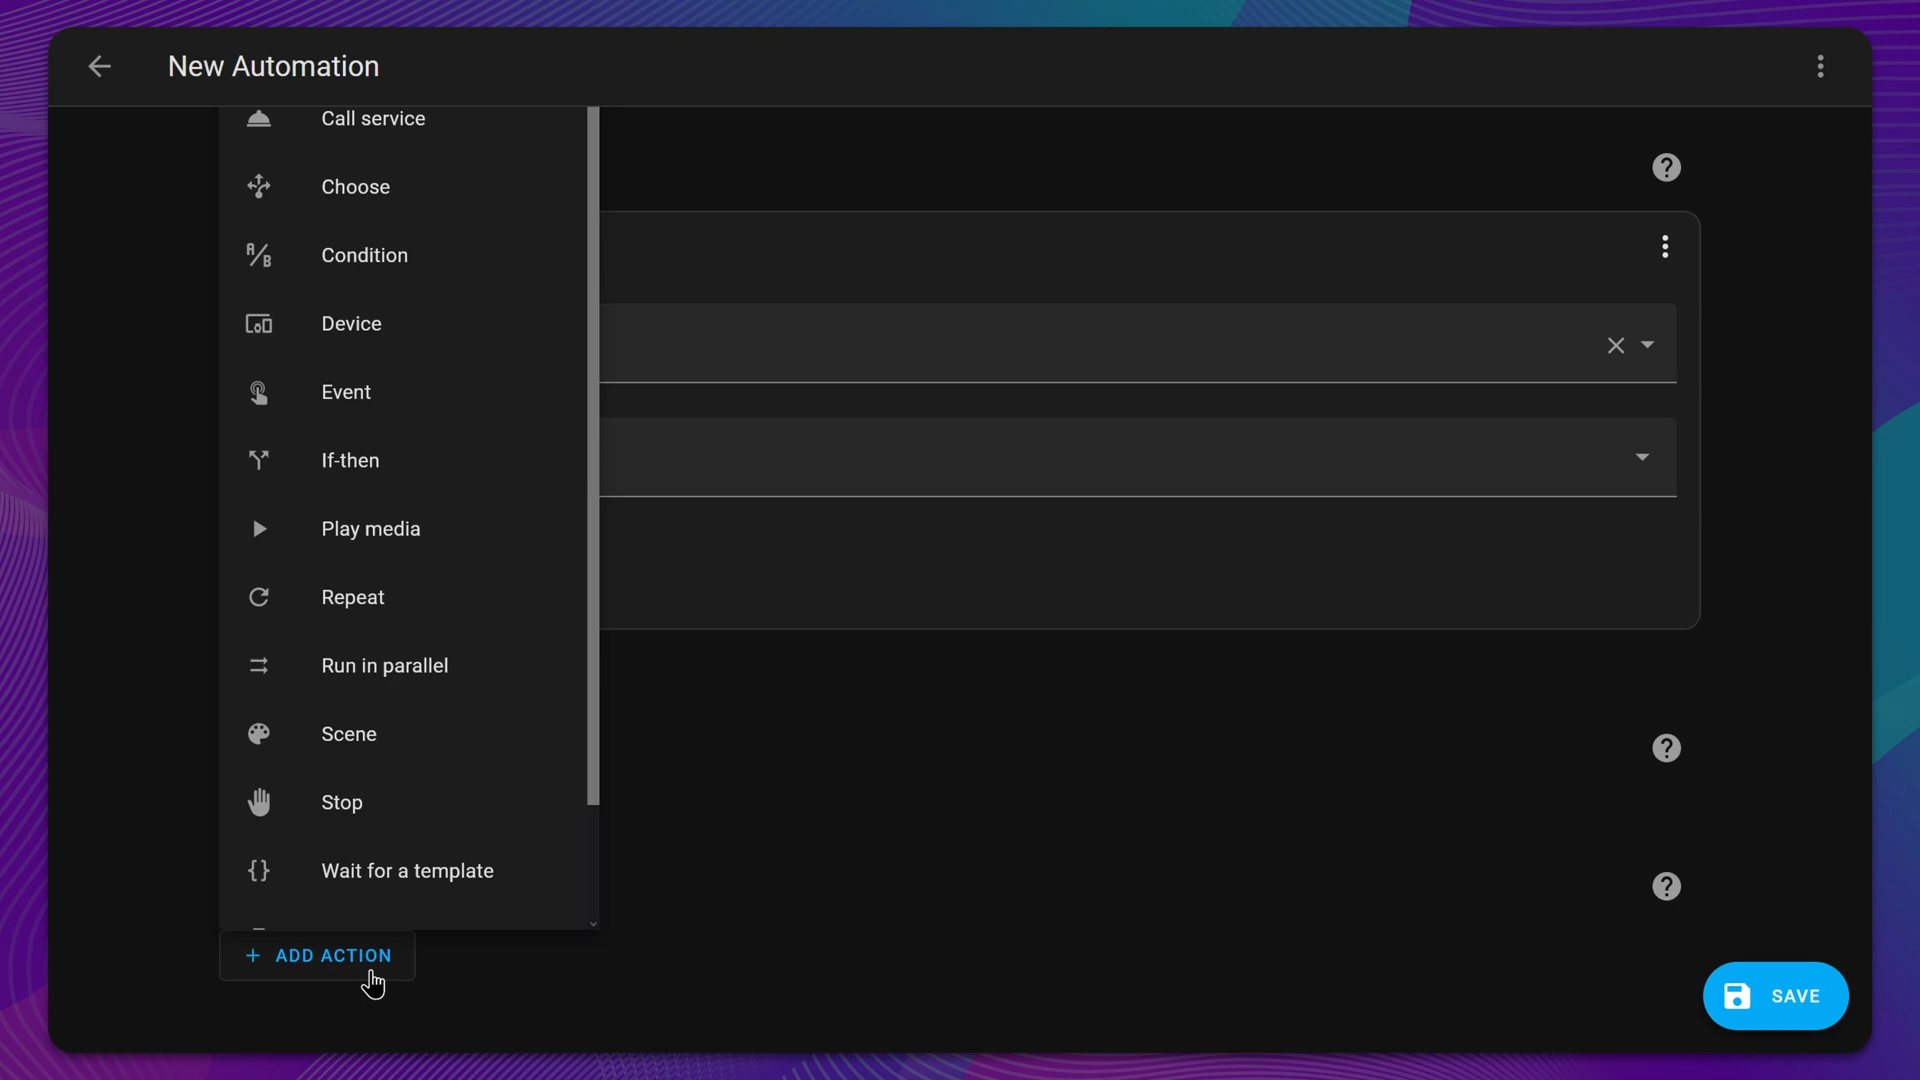 New Automation
Call service
Choose
Condition
Device
Event
If-then
Play media
Repeat
Run in parallel
Scene
Stop
Wait for a template
+ ADD ACTION
SAVE